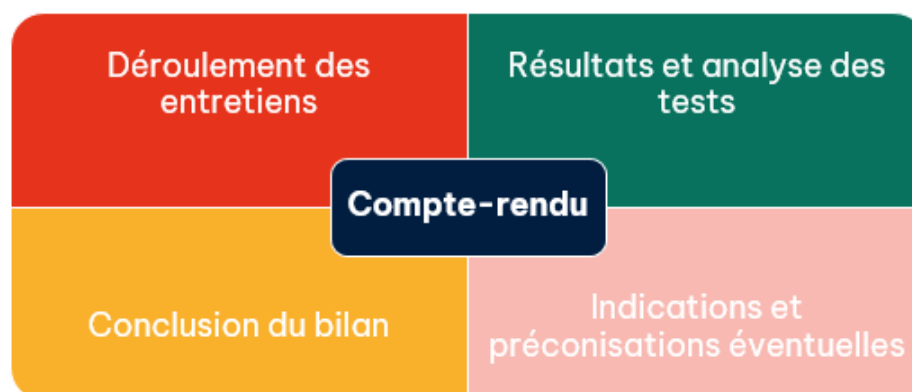 Déroulement des
entretiens
Résultats et analyse des
tests
Compte-rendu
Conclusion du bilan
Indications et
préconisations éventuelles